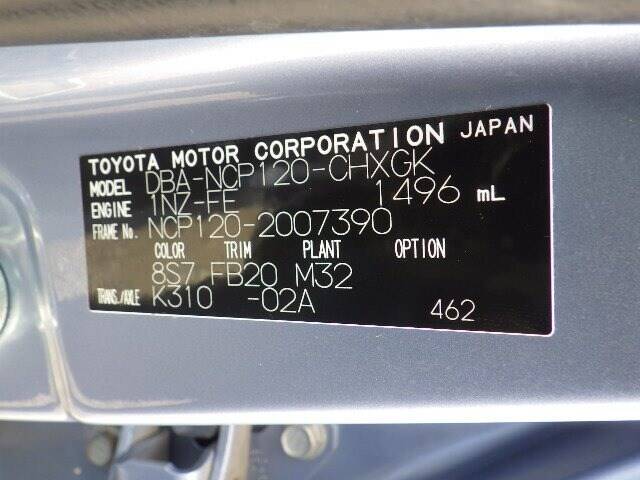 TOYOTA MOTOR CORPORATION JAPAN
MODEL DBA-NCP120-CHXGK
ENGINE 1NZ-FE 1496 mL
FRAME No. NCP120-2007390
COLOR TRIM PLANT OPTION
8S7 FB20 M32
TRANS./AXLE K310 -02A 462